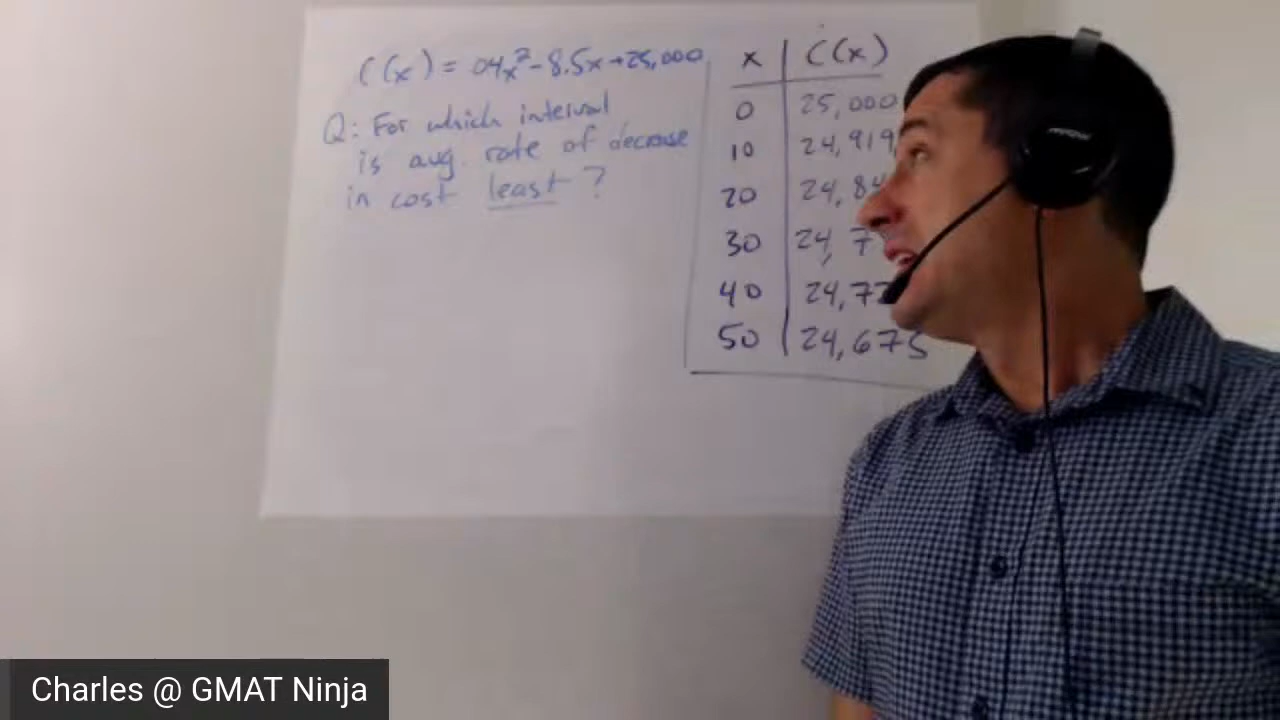 C(x) = .04x²-8.5x+25,000
Q: For which interval
is avg. rate of decrease
in cost least?
x C(x)
0 25,000
10 24,919
20 24,84
30 24,7
40 24,72
50 24,675
Charles @ GMAT Ninja